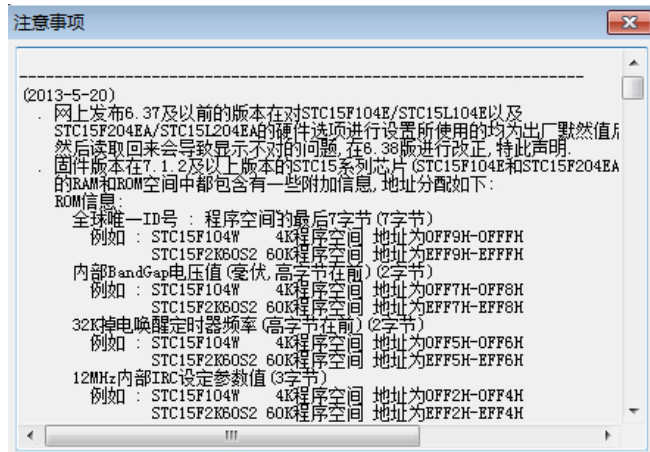 注意事项
---------------------------------------------------------------
(2013-5-20)
. 网上发布6.37及以前的版本在对STC15F104E/STC15L104E以及
STC15F204EA/STC15L204EA的硬件选项进行设置所使用的均为出厂默然值后
然后读取回来会导致显示不对的问题,在6.38版进行改正,特此声明.
. 固件版本在7.1.2及以上版本的STC15系列芯片(STC15F104E和STC15F204EA
的RAM和ROM空间中都包含有一些附加信息,地址分配如下:
ROM信息:
全球唯一ID号 : 程序空间的最后7字节(7字节)
例如 : STC15F104W 4K程序空间 地址为0FF9H-0FFFH
STC15F2K60S2 60K程序空间 地址为EFF9H-EFFFH
内部BandGap电压值(毫伏,高字节在前)(2字节)
例如 : STC15F104W 4K程序空间 地址为0FF7H-0FF8H
STC15F2K60S2 60K程序空间 地址为EFF7H-EFF8H
32K掉电唤醒定时器频率(高字节在前)(2字节)
例如 : STC15F104W 4K程序空间 地址为0FF5H-0FF6H
STC15F2K60S2 60K程序空间 地址为EFF5H-EFF6H
12MHz内部IRC设定参数值(3字节)
例如 : STC15F104W 4K程序空间 地址为0FF2H-0FF4H
STC15F2K60S2 60K程序空间 地址为EFF2H-EFF4H